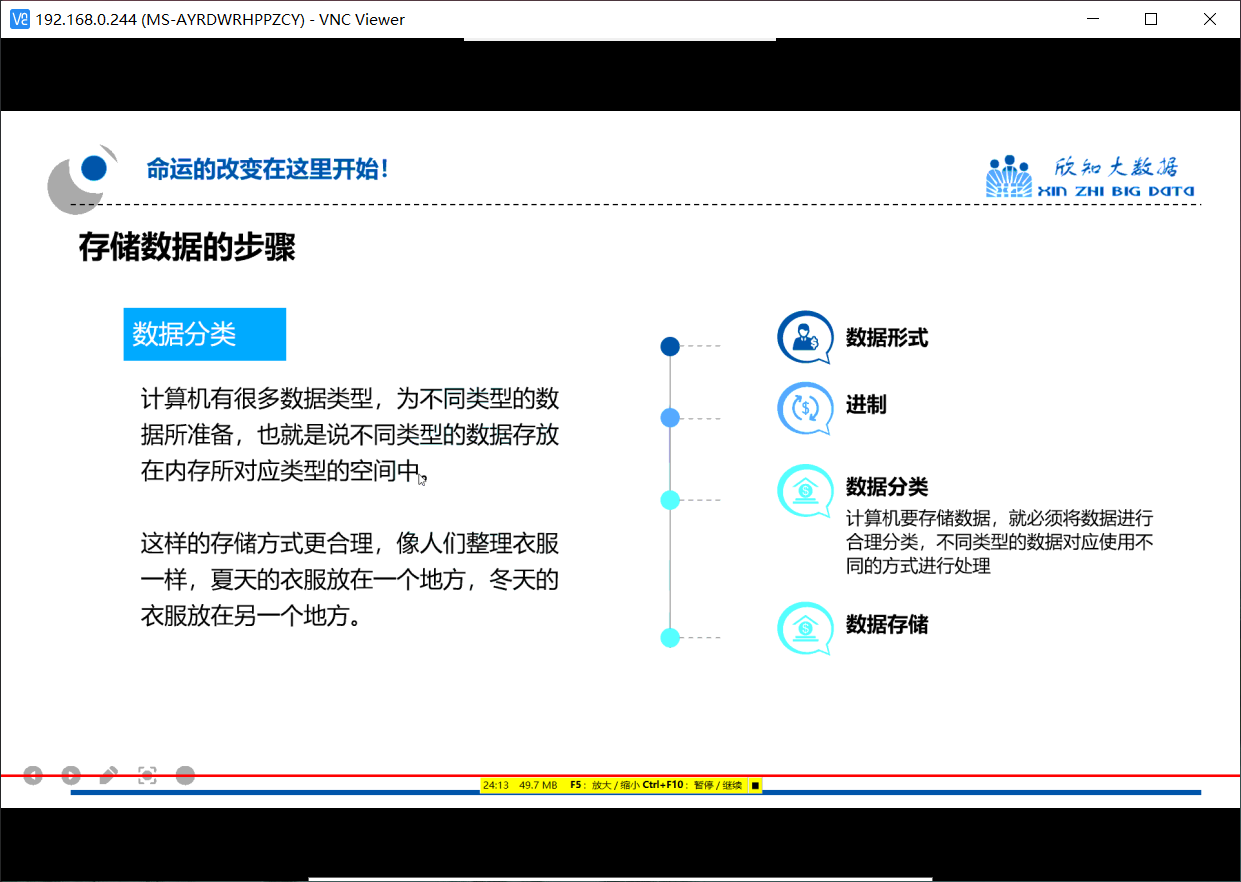 192.168.0.244 (MS-AYRDWRHPPZCY) - VNC Viewer
命运的改变在这里开始！
欣知大数据
XIN ZHI BIG DATA
存储数据的步骤
数据分类
计算机有很多数据类型，为不同类型的数
据所准备，也就是说不同类型的数据存放
在内存所对应类型的空间中。
这样的存储方式更合理，像人们整理衣服
一样，夏天的衣服放在一个地方，冬天的
衣服放在另一个地方。
数据形式
进制
数据分类
计算机要存储数据，就必须将数据进行
合理分类，不同类型的数据对应使用不
同的方式进行处理
数据存储
24:13 49.7 MB F5：放大 / 缩小 Ctrl+F10：暂停 / 继续